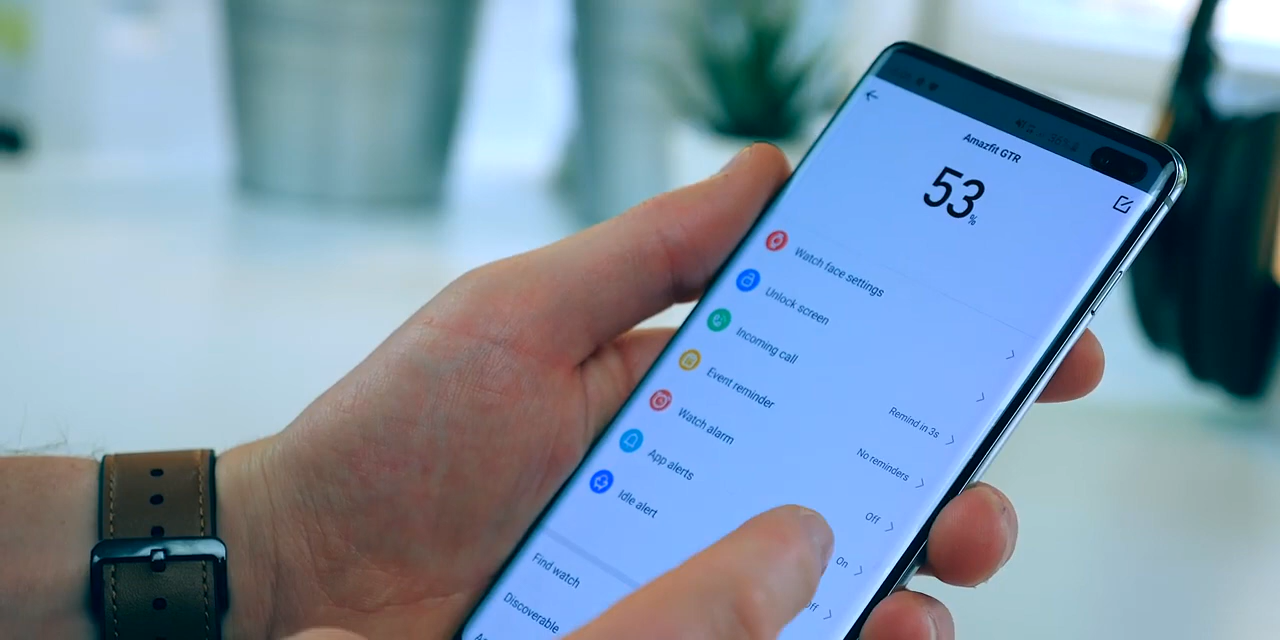 Amazfit GTR
53%
Watch face settings
Unlock screen
Incoming call Remind in 3s
Event reminder No reminders
Watch alarm Off
App alerts On
Idle alert
Find watch
Discoverable